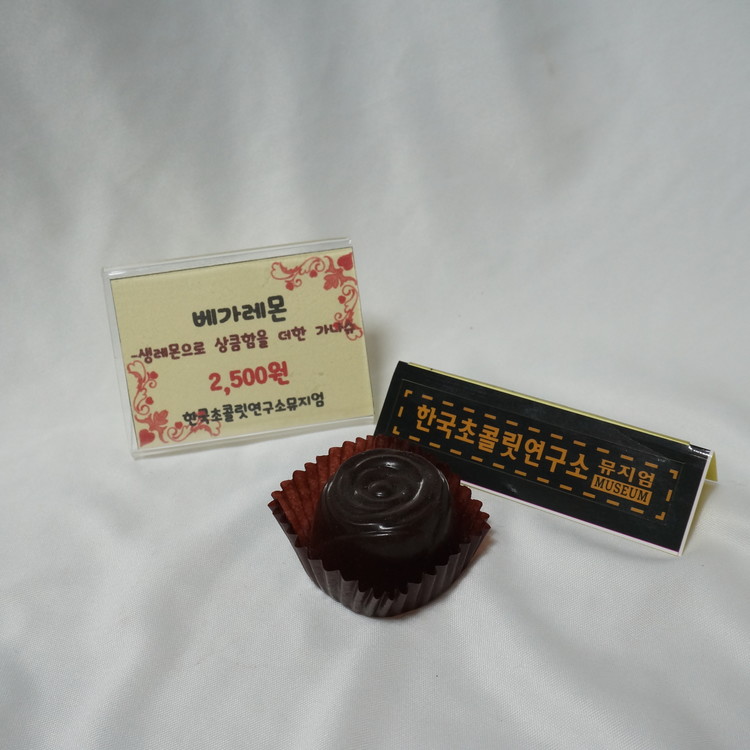 베가레몬
-생레몬으로 상큼함을 더한 가나슈
2,500원
한국초콜릿연구소뮤지엄
한국초콜릿연구소 뮤지엄
MUSEUM